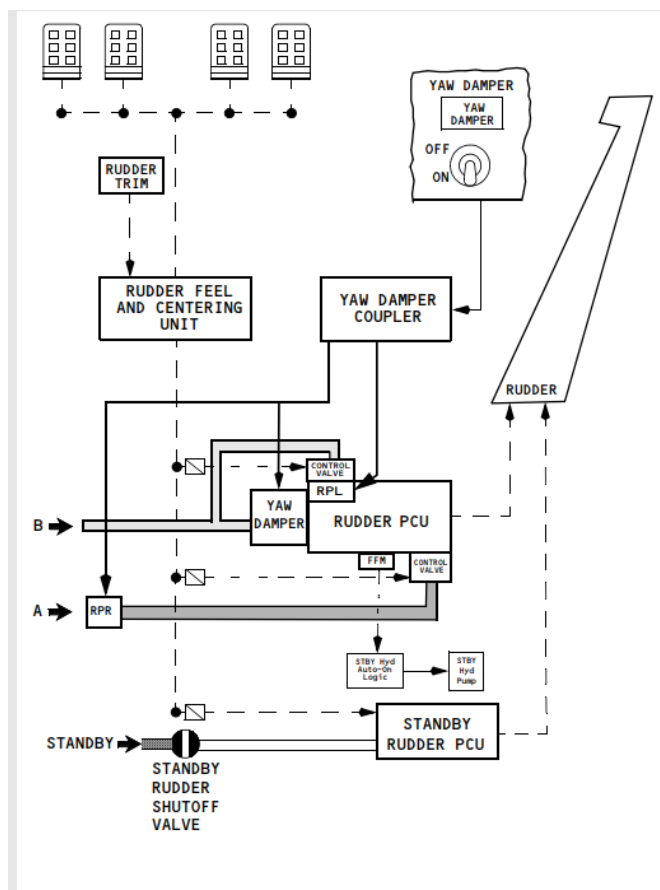 YAW DAMPER
YAW
DAMPER
OFF
ON
RUDDER
TRIM
RUDDER FEEL
AND CENTERING
UNIT
YAW DAMPER
COUPLER
RUDDER
CONTROL
VALVE
RPL
YAW
DAMPER
RUDDER PCU
B
FFM
CONTROL
VALVE
A
RPR
STBY Hyd
Auto-On
Logic
STBY
Hyd
Pump
STANDBY
RUDDER PCU
STANDBY
STANDBY
RUDDER
SHUTOFF
VALVE